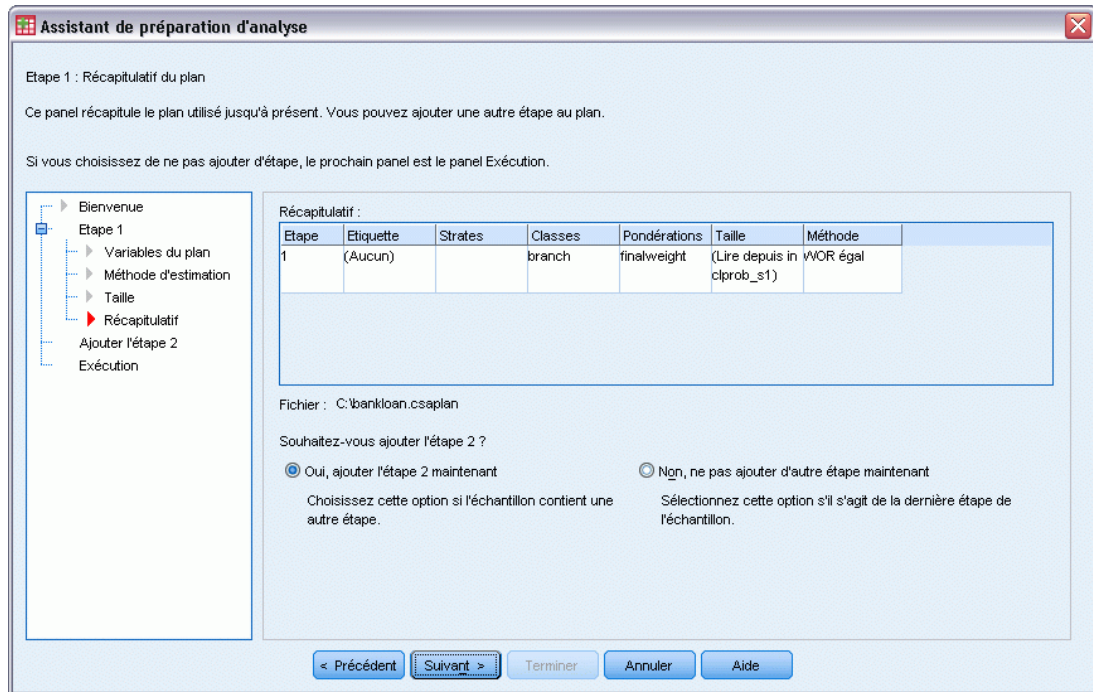 Assistant de préparation d'analyse
Etape 1 : Récapitulatif du plan
Ce panel récapitule le plan utilisé jusqu'à présent. Vous pouvez ajouter une autre étape au plan.
Si vous choisissez de ne pas ajouter d'étape, le prochain panel est le panel Exécution.
Bienvenue
Etape 1
Variables du plan
Méthode d'estimation
Taille
Récapitulatif
Ajouter l'étape 2
Exécution
Récapitulatif :
Etape Etiquette Strates Classes Pondérations Taille Méthode
1 (Aucun) branch finalweight (Lire depuis in WOR égal
clprob_s1)
Fichier : C:\bankloan.csaplan
Souhaitez-vous ajouter l'étape 2 ?
Oui, ajouter l'étape 2 maintenant
Choisissez cette option si l'échantillon contient une
autre étape.
Non, ne pas ajouter d'autre étape maintenant
Sélectionnez cette option s'il s'agit de la dernière étape de
l'échantillon.
< Précédent Suivant > Terminer Annuler Aide